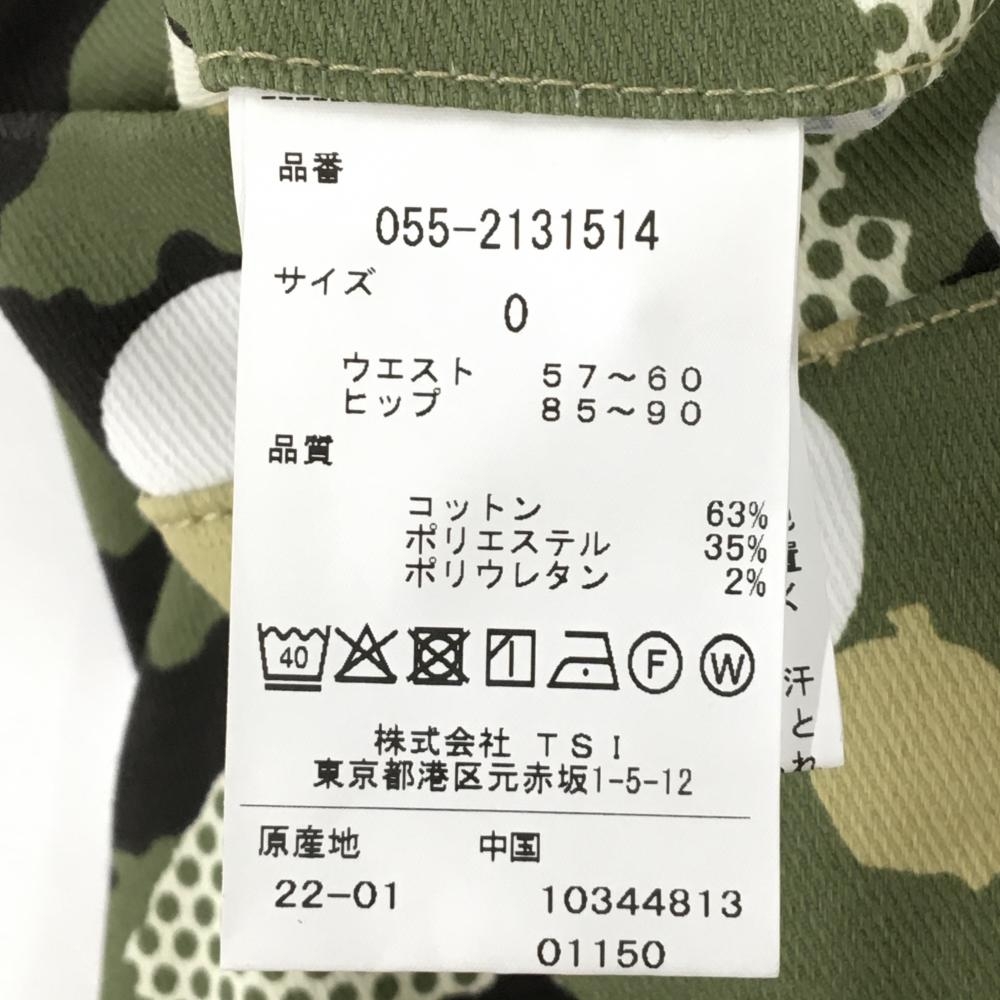 品番
055-2131514
サイズ
0
ウエスト 57～60
ヒップ 85～90
品質
コットン 63%
ポリエステル 35%
ポリウレタン 2%
40 F W
株式会社 TSI
東京都港区元赤坂1-5-12
原産地 中国
22-01 10344813
01150
汗
と
れ